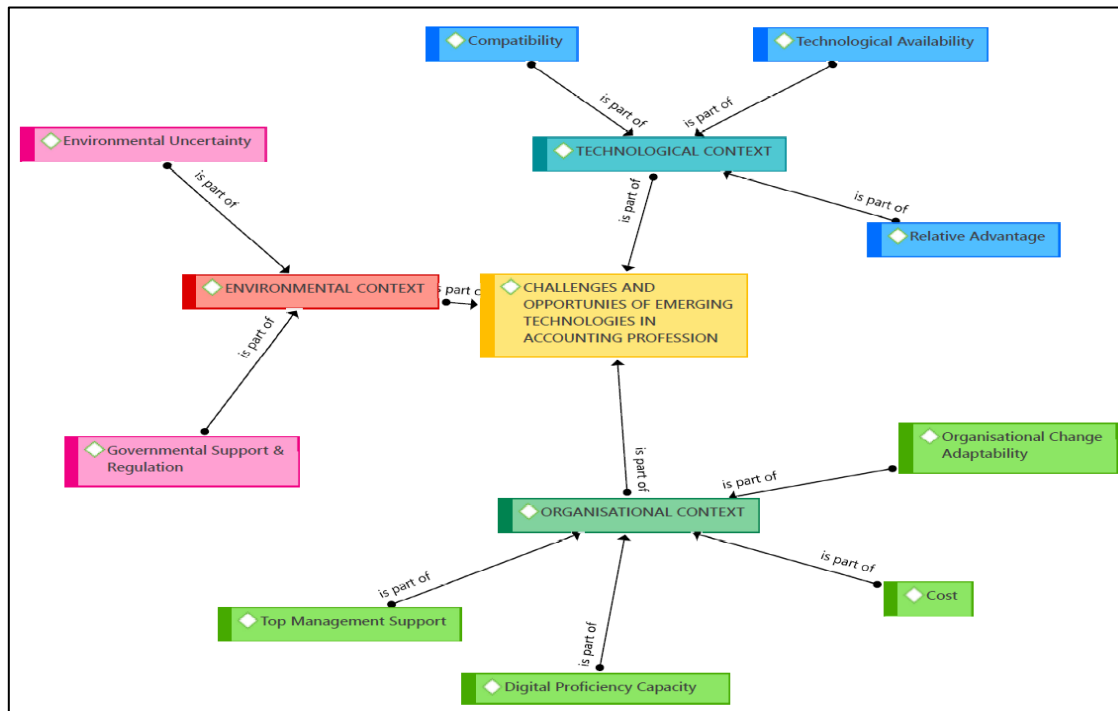 Compatibility
Technological Availability
is part of
is part of
Environmental Uncertainty
TECHNOLOGICAL CONTEXT
is part of
is part of
is part of
Relative Advantage
ENVIRONMENTAL CONTEXT
is part o
CHALLENGES AND
OPPORTUNIES OF EMERGING
TECHNOLOGIES IN
ACCOUNTING PROFESSION
is part of
Governmental Support &
Regulation
Organisational Change
Adaptability
is part of
is part of
ORGANISATIONAL CONTEXT
is part of
is part of
Cost
Top Management Support
is part of
Digital Proficiency Capacity